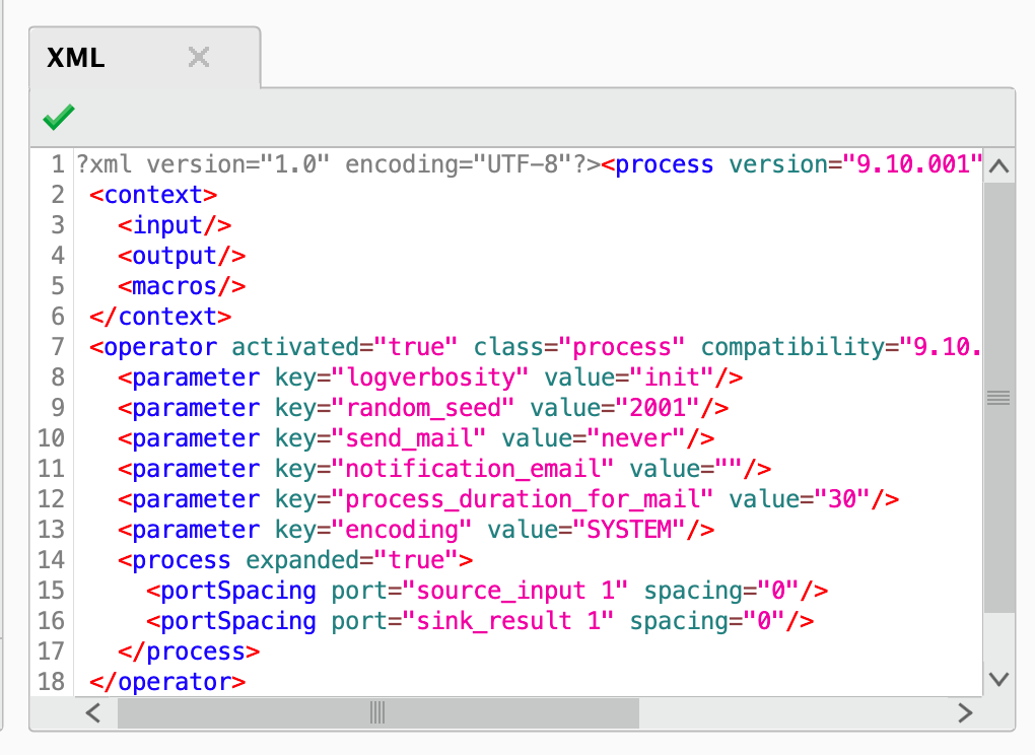 XML
1 ?xml version="1.0" encoding="UTF-8"?><process version="9.10.001"
2 <context>
3 <input/>
4 <output/>
5 <macros/>
6 </context>
7 <operator activated="true" class="process" compatibility="9.10.
8 <parameter key="logverbosity" value="init"/>
9 <parameter key="random_seed" value="2001"/>
10 <parameter key="send_mail" value="never"/>
11 <parameter key="notification_email" value=""/>
12 <parameter key="process_duration_for_mail" value="30"/>
13 <parameter key="encoding" value="SYSTEM"/>
14 <process expanded="true">
15 <portSpacing port="source_input 1" spacing="0"/>
16 <portSpacing port="sink_result 1" spacing="0"/>
17 </process>
18 </operator>